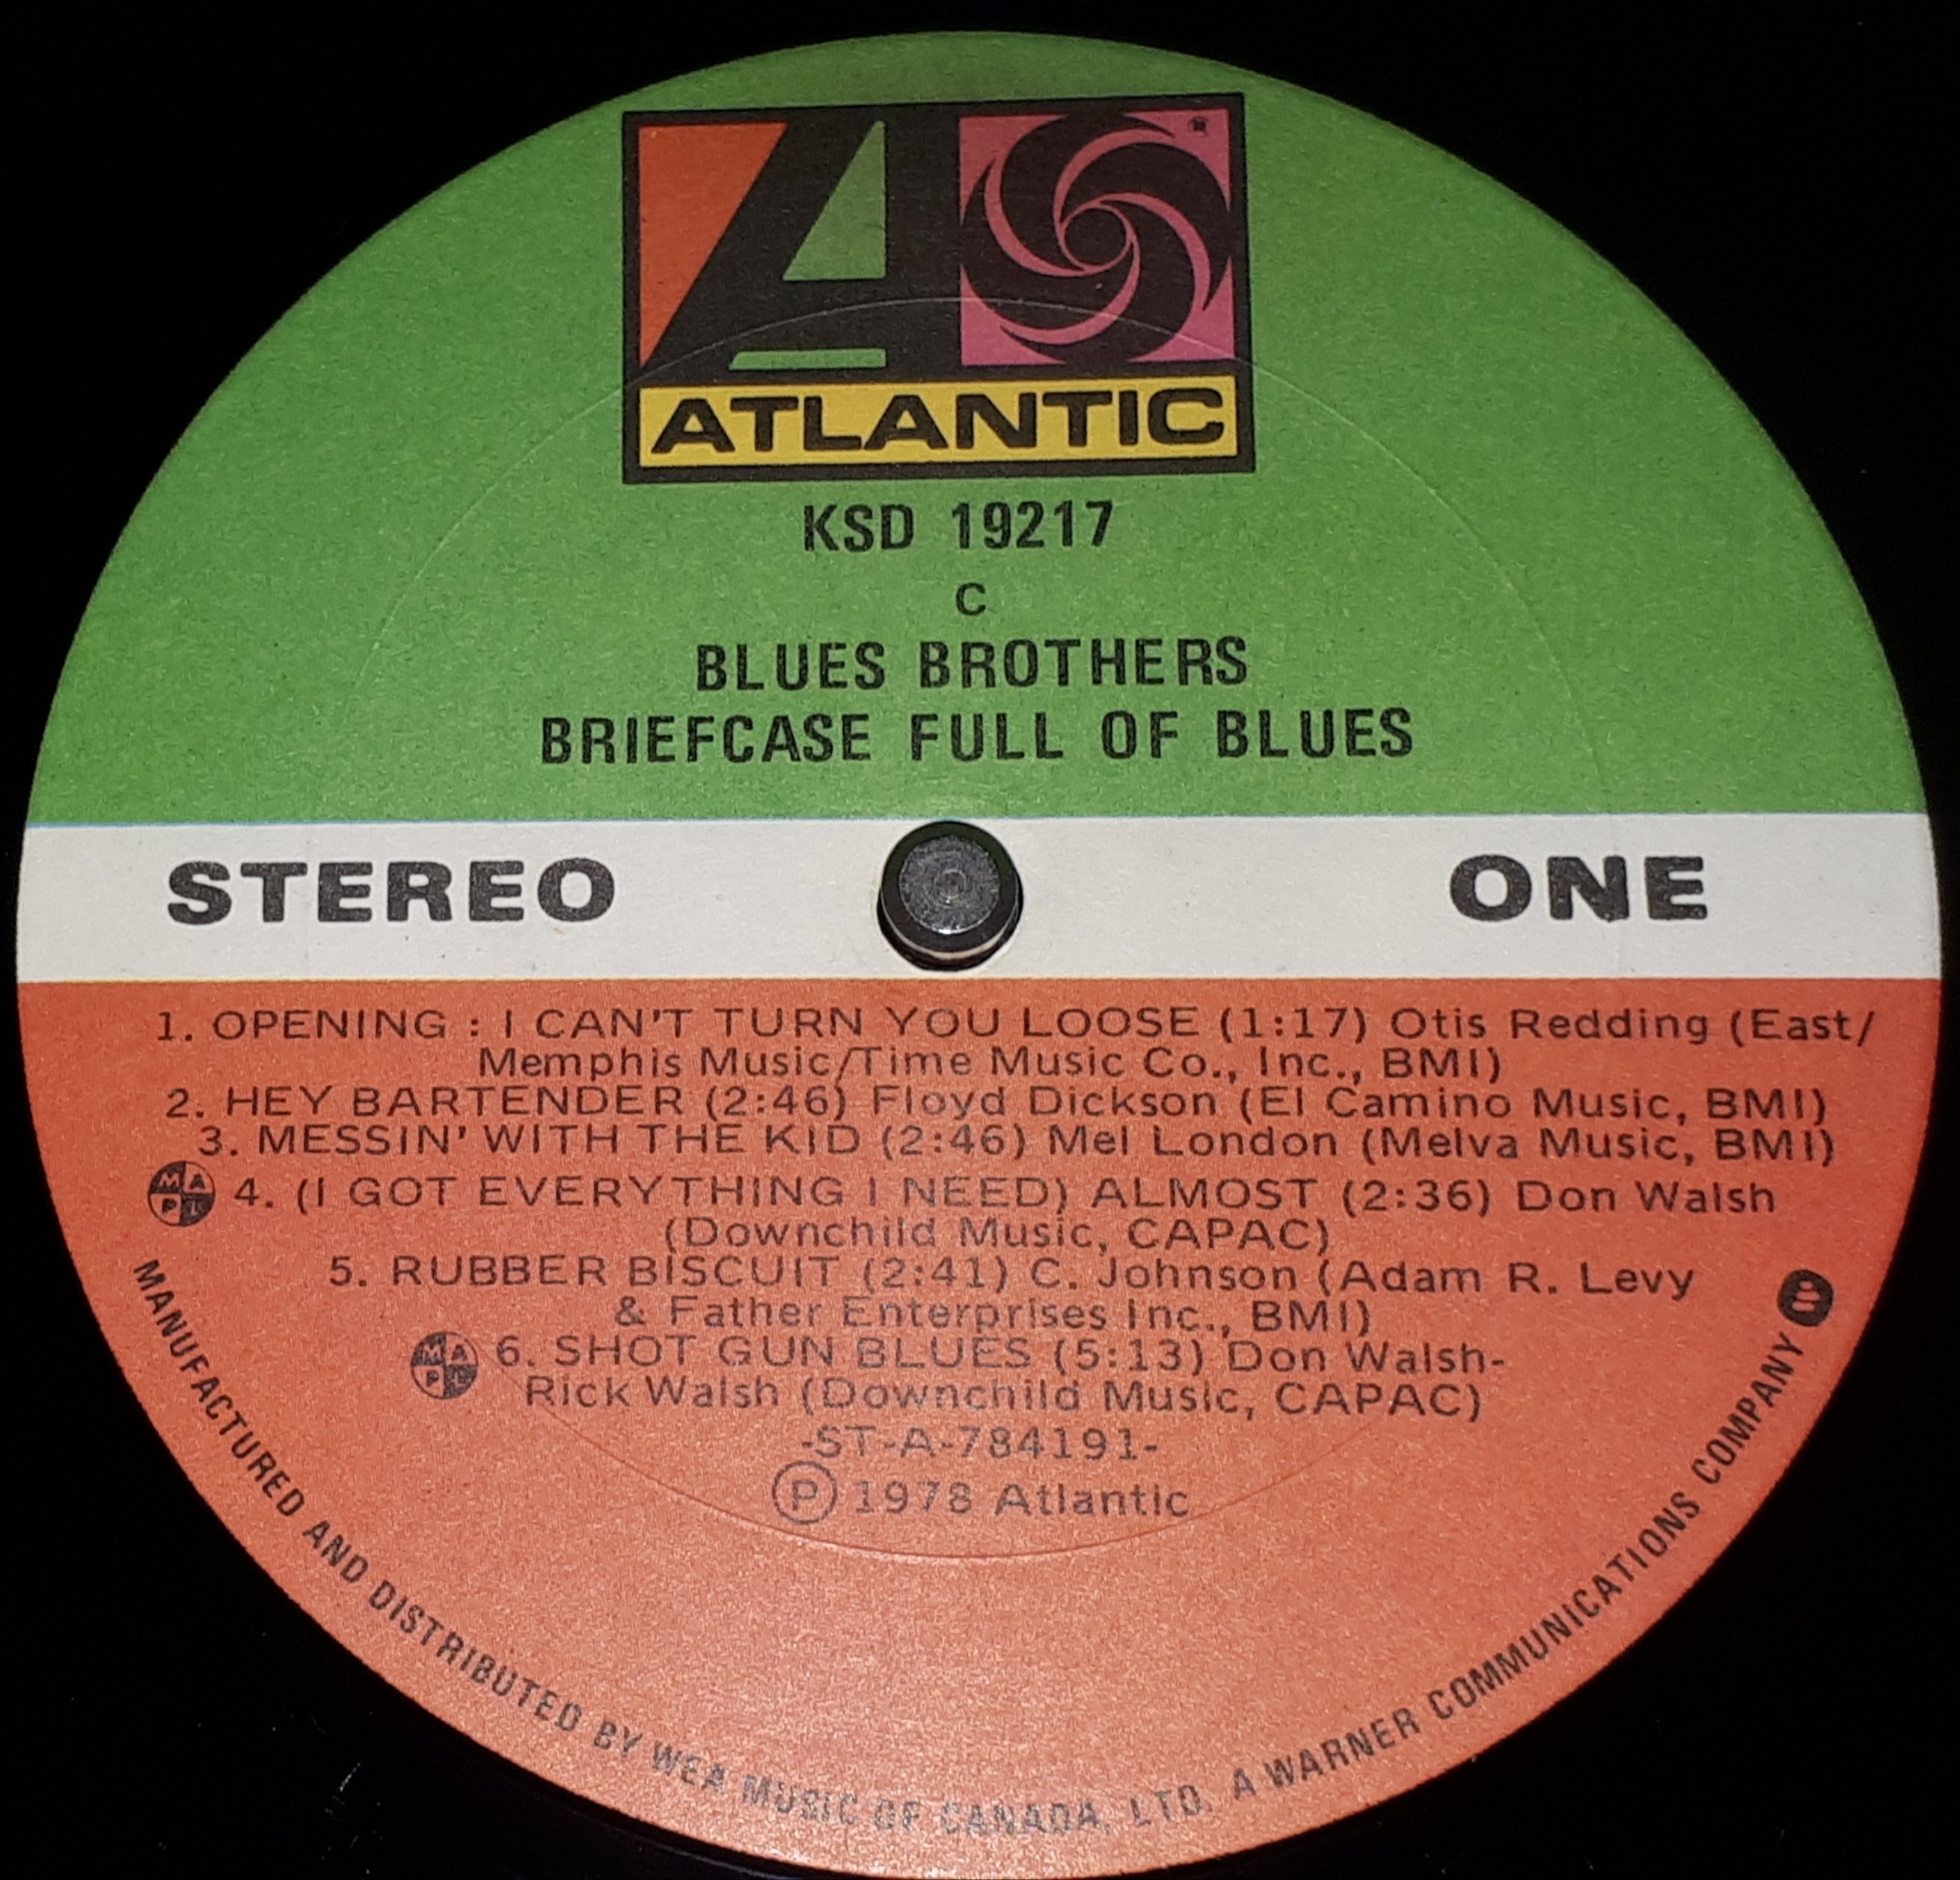 ATLANTIC
®
KSD 19217
C
BLUES BROTHERS
BRIEFCASE FULL OF BLUES
STEREO
ONE
1. OPENING : I CAN'T TURN YOU LOOSE (1:17) Otis Redding (East/
Memphis Music/Time Music Co., Inc., BMI)
2. HEY BARTENDER (2:46) Floyd Dickson (El Camino Music, BMI)
3. MESSIN' WITH THE KID (2:46) Mel London (Melva Music, BMI)
MAPL 4. (I GOT EVERYTHING I NEED) ALMOST (2:36) Don Walsh
(Downchild Music, CAPAC)
5. RUBBER BISCUIT (2:41) C. Johnson (Adam R. Levy
& Father Enterprises Inc., BMI)
MAPL 6. SHOT GUN BLUES (5:13) Don Walsh-
Rick Walsh (Downchild Music, CAPAC)
-ST-A-784191-
℗ 1978 Atlantic
MANUFACTURED AND DISTRIBUTED BY WEA MUSIC OF CANADA, LTD. A WARNER COMMUNICATIONS COMPANY